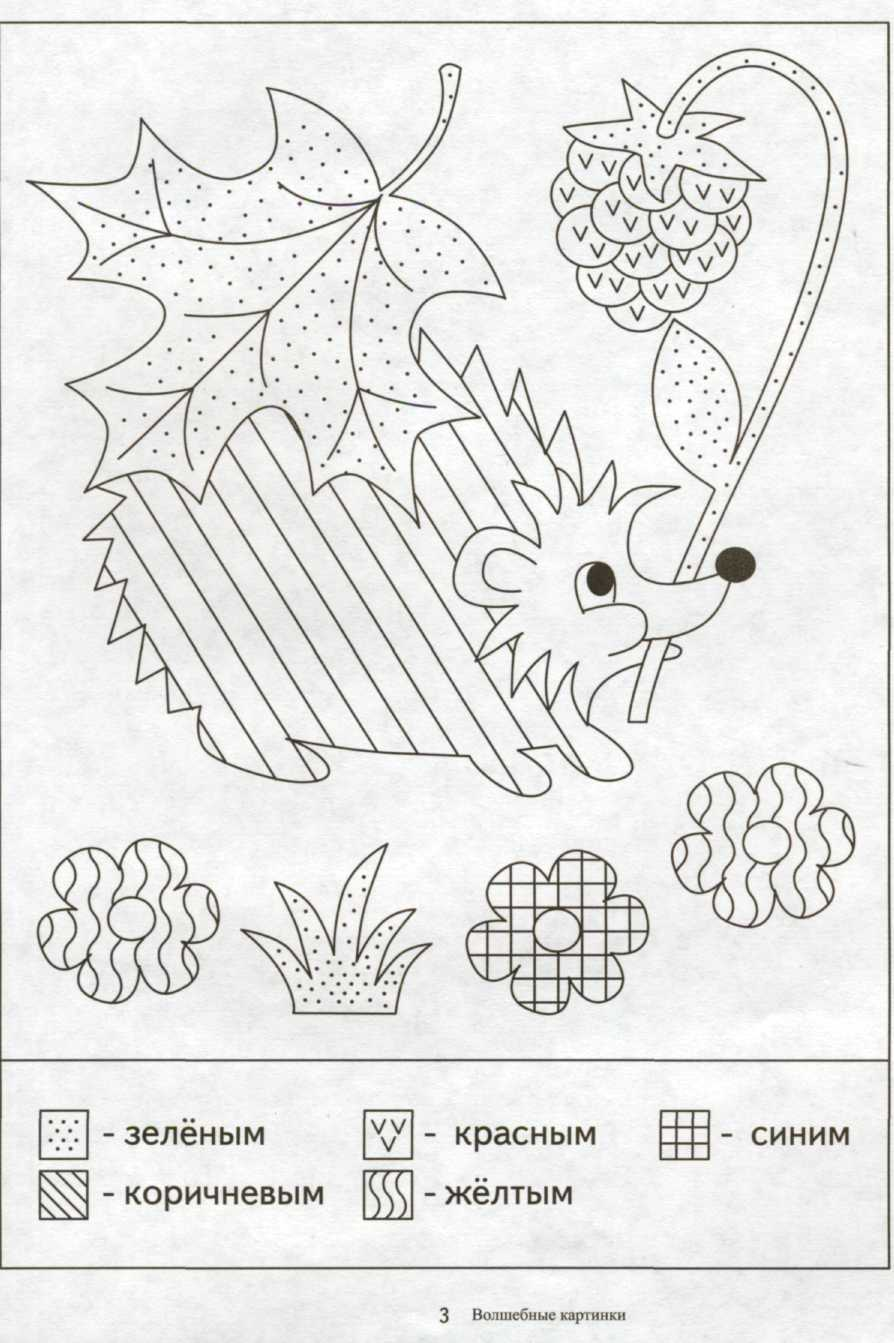 - зелёным
- красным
- синим
- коричневым
- жёлтым
3 Волшебные картинки